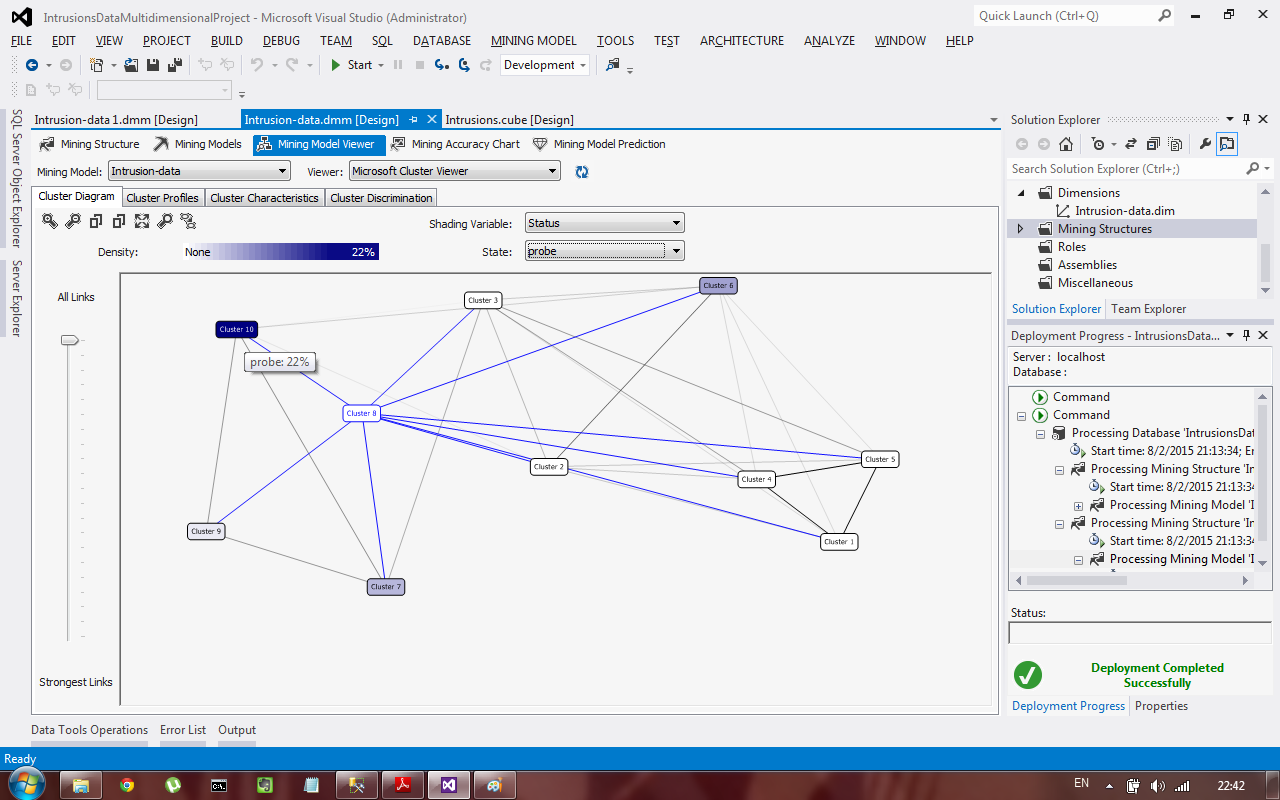 IntrusionsDataMultidimensionalProject - Microsoft Visual Studio (Administrator)
Quick Launch (Ctrl+Q)
FILE EDIT VIEW PROJECT BUILD DEBUG TEAM SQL DATABASE MINING MODEL TOOLS TEST ARCHITECTURE ANALYZE WINDOW HELP
Start Development
SQL Server Object Explorer
Server Explorer
Intrusion-data 1.dmm [Design] Intrusion-data.dmm [Design] Intrusions.cube [Design]
Mining Structure Mining Models Mining Model Viewer Mining Accuracy Chart Mining Model Prediction
Mining Model: Intrusion-data Viewer: Microsoft Cluster Viewer
Cluster Diagram Cluster Profiles Cluster Characteristics Cluster Discrimination
Shading Variable: Status
Density: None 22% State: probe
All Links
Strongest Links
Cluster 6
Cluster 3
Cluster 10
probe: 22%
Cluster 8
Cluster 5
Cluster 2
Cluster 4
Cluster 9
Cluster 1
Cluster 7
Solution Explorer
Search Solution Explorer (Ctrl+;)
Dimensions
Intrusion-data.dim
Mining Structures
Roles
Assemblies
Miscellaneous
Solution Explorer Team Explorer
Deployment Progress - IntrusionsData...
Server : localhost
Database :
Command
Command
Processing Database 'IntrusionsDat
Start time: 8/2/2015 21:13:34; En
Processing Mining Structure 'In
Start time: 8/2/2015 21:13:34
Processing Mining Model 'I
Processing Mining Structure 'In
Start time: 8/2/2015 21:13:34
Processing Mining Model 'I
Status:
Deployment Completed
Successfully
Deployment Progress Properties
Data Tools Operations Error List Output
Ready
EN 22:42